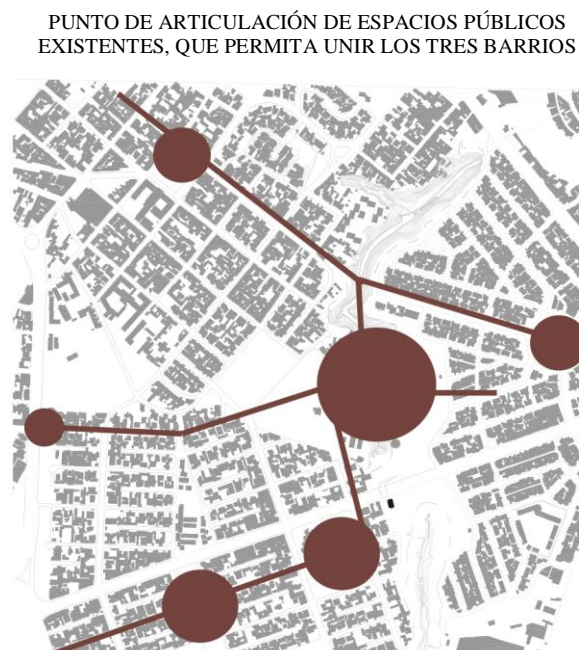 PUNTO DE ARTICULACIÓN DE ESPACIOS PÚBLICOS
EXISTENTES, QUE PERMITA UNIR LOS TRES BARRIOS